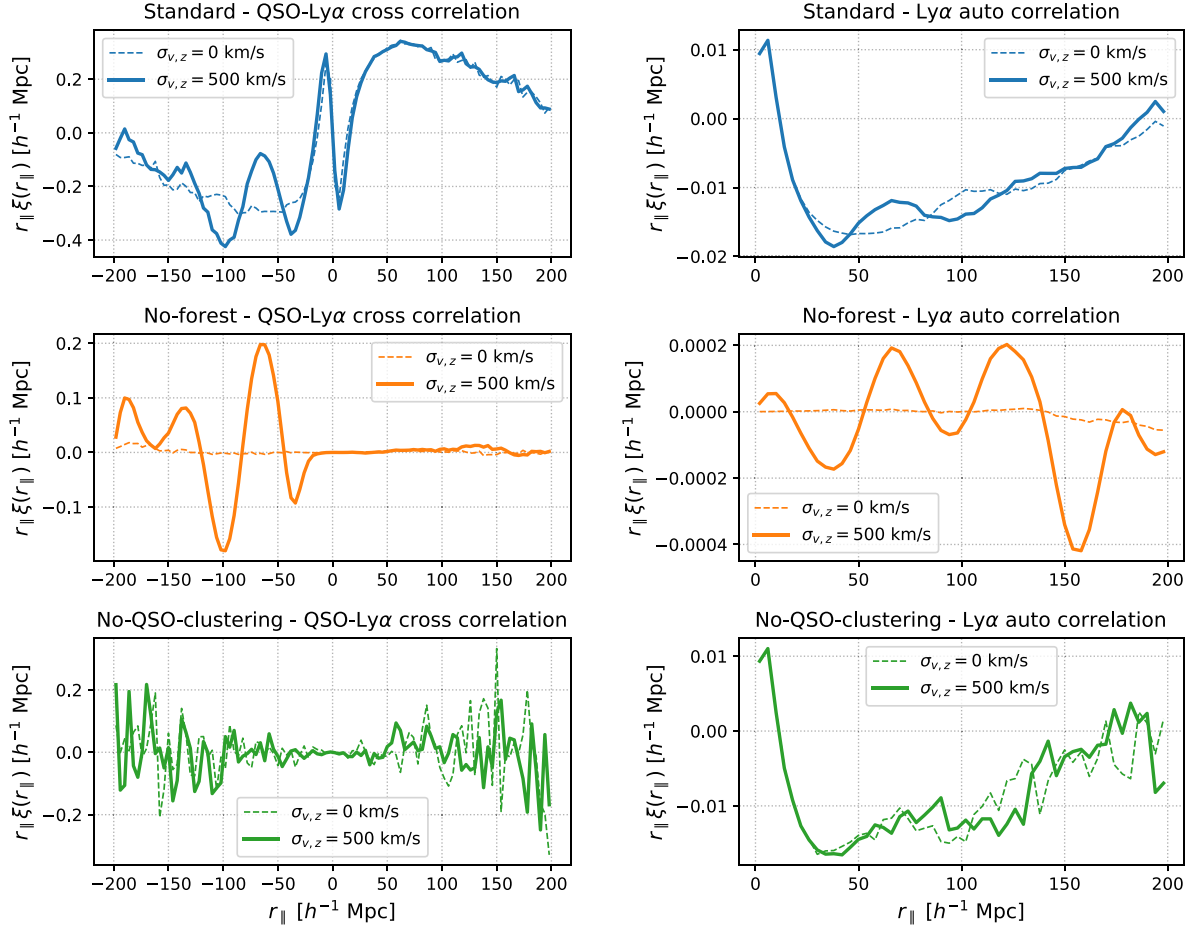 Standard - QSO-Lyα cross correlation
σv,z = 0 km/s
σv,z = 500 km/s
r∥ξ(r∥) [h−1 Mpc]
0.2
0.0
−0.2
−0.4
−200 −150 −100 −50 0 50 100 150 200
Standard - Lyα auto correlation
σv,z = 0 km/s
σv,z = 500 km/s
r∥ξ(r∥) [h−1 Mpc]
0.01
0.00
−0.01
−0.02
0 50 100 150 200
No-forest - QSO-Lyα cross correlation
σv,z = 0 km/s
σv,z = 500 km/s
r∥ξ(r∥) [h−1 Mpc]
0.2
0.1
0.0
−0.1
−200 −150 −100 −50 0 50 100 150 200
No-forest - Lyα auto correlation
σv,z = 0 km/s
σv,z = 500 km/s
r∥ξ(r∥) [h−1 Mpc]
0.0002
0.0000
−0.0002
−0.0004
0 50 100 150 200
No-QSO-clustering - QSO-Lyα cross correlation
σv,z = 0 km/s
σv,z = 500 km/s
r∥ξ(r∥) [h−1 Mpc]
0.2
0.0
−0.2
−200 −150 −100 −50 0 50 100 150 200
r∥ [h−1 Mpc]
No-QSO-clustering - Lyα auto correlation
σv,z = 0 km/s
σv,z = 500 km/s
r∥ξ(r∥) [h−1 Mpc]
0.01
0.00
−0.01
0 50 100 150 200
r∥ [h−1 Mpc]